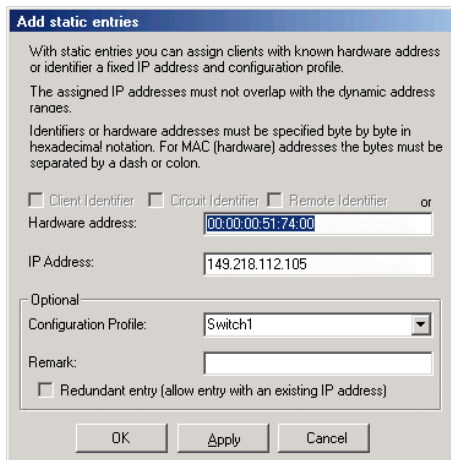 Add static entries
With static entries you can assign clients with known hardware address
or identifier a fixed IP address and configuration profile.
The assigned IP addresses must not overlap with the dynamic address
ranges.
Identifiers or hardware addresses must be specified byte by byte in
hexadecimal notation. For MAC (hardware) addresses the bytes must be
separated by a dash or colon.
Client Identifier Circuit Identifier Remote Identifier or
Hardware address: 00:00:00:51:74:00
IP Address: 149.218.112.105
Optional
Configuration Profile: Switch1
Remark:
Redundant entry (allow entry with an existing IP address)
OK Apply Cancel